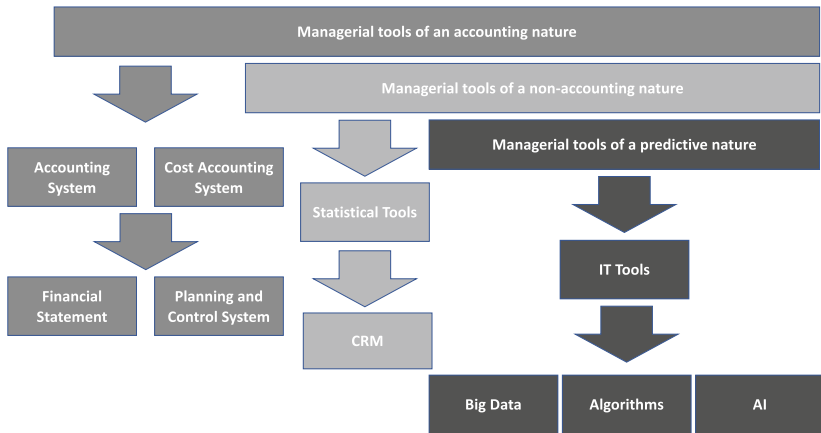 Managerial tools of an accounting nature
Managerial tools of a non-accounting nature
Managerial tools of a predictive nature
Accounting
System
Cost Accounting
System
Statistical Tools
IT Tools
Financial
Statement
Planning and
Control System
CRM
Big Data
Algorithms
AI